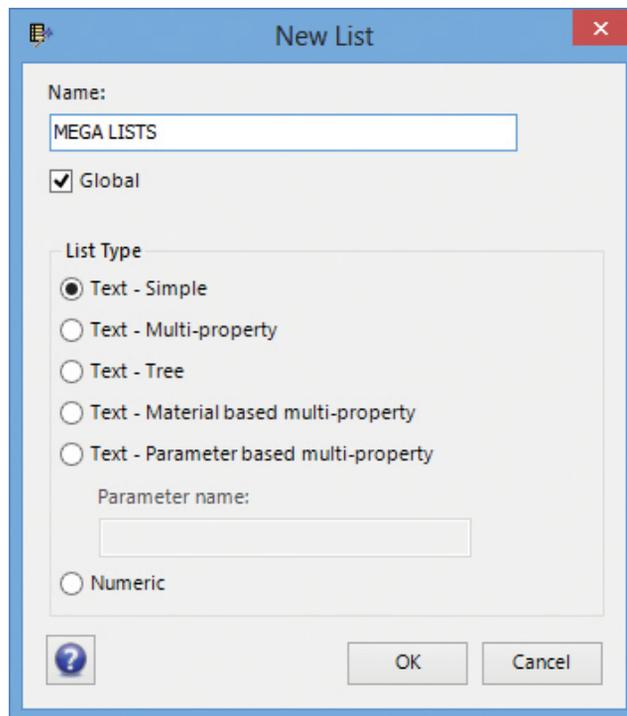 New List
Name:
MEGA LISTS
Global
List Type
Text - Simple
Text - Multi-property
Text - Tree
Text - Material based multi-property
Text - Parameter based multi-property
Parameter name:
Numeric
?
OK
Cancel